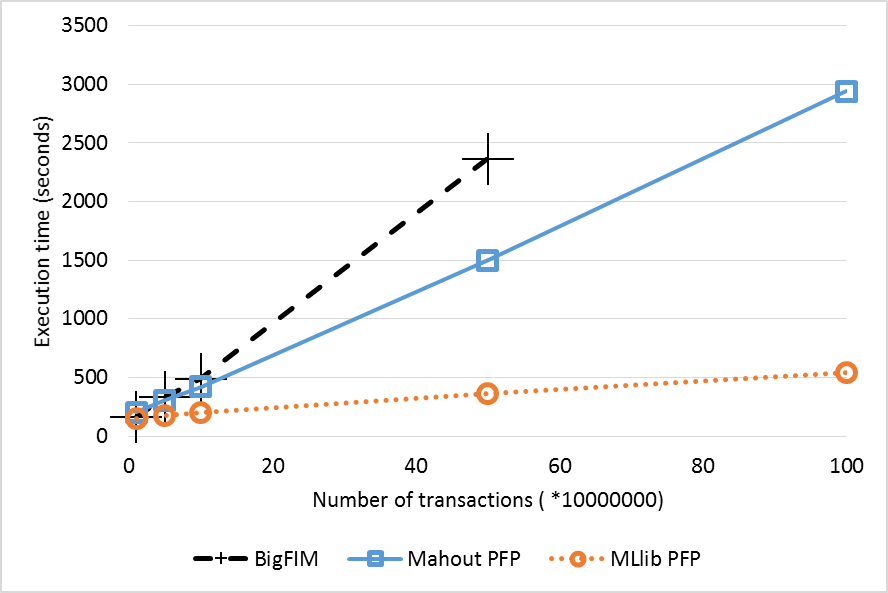 3500
3000
2500
2000
1500
1000
500
0
Execution time (seconds)
0 20 40 60 80 100
Number of transactions ( *10000000)
BigFIM Mahout PFP MLlib PFP